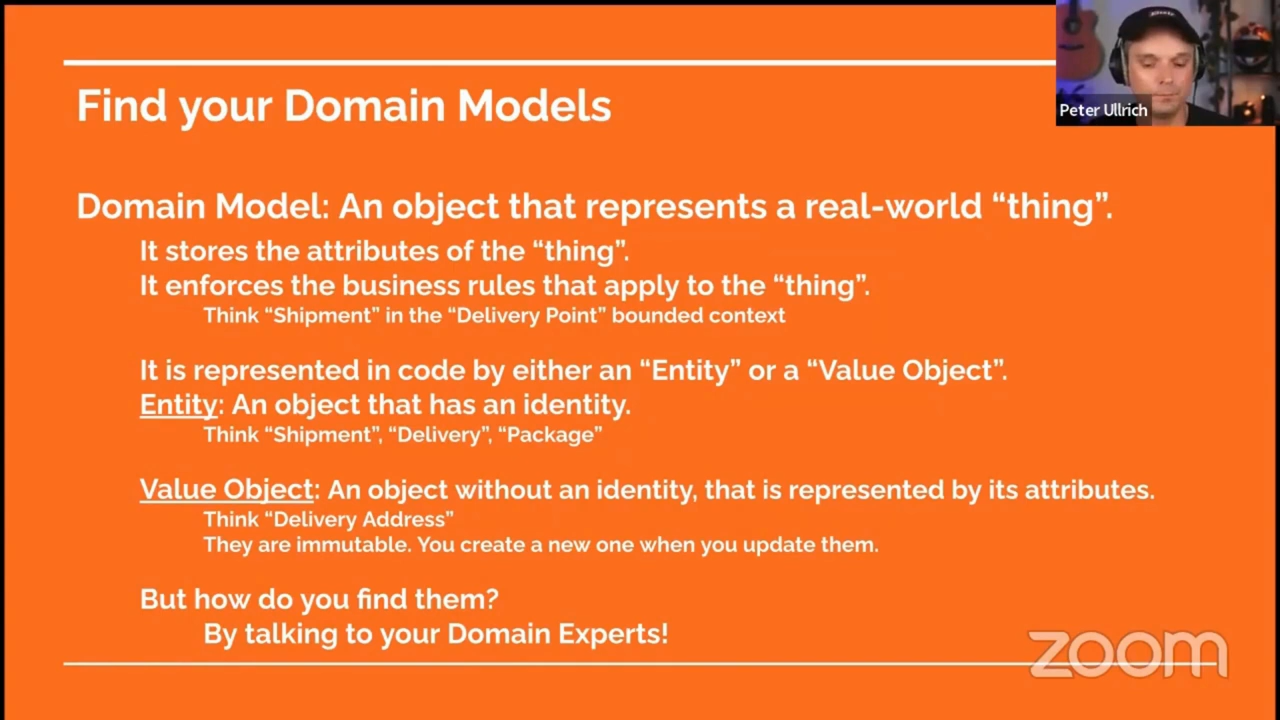 Find your Domain Models
Peter Ullrich
Domain Model: An object that represents a real-world “thing”.
It stores the attributes of the “thing”.
It enforces the business rules that apply to the “thing”.
Think “Shipment” in the “Delivery Point” bounded context
It is represented in code by either an “Entity” or a “Value Object”.
Entity: An object that has an identity.
Think “Shipment”, “Delivery”, “Package”
Value Object: An object without an identity, that is represented by its attributes.
Think “Delivery Address”
They are immutable. You create a new one when you update them.
But how do you find them?
By talking to your Domain Experts!
zoom